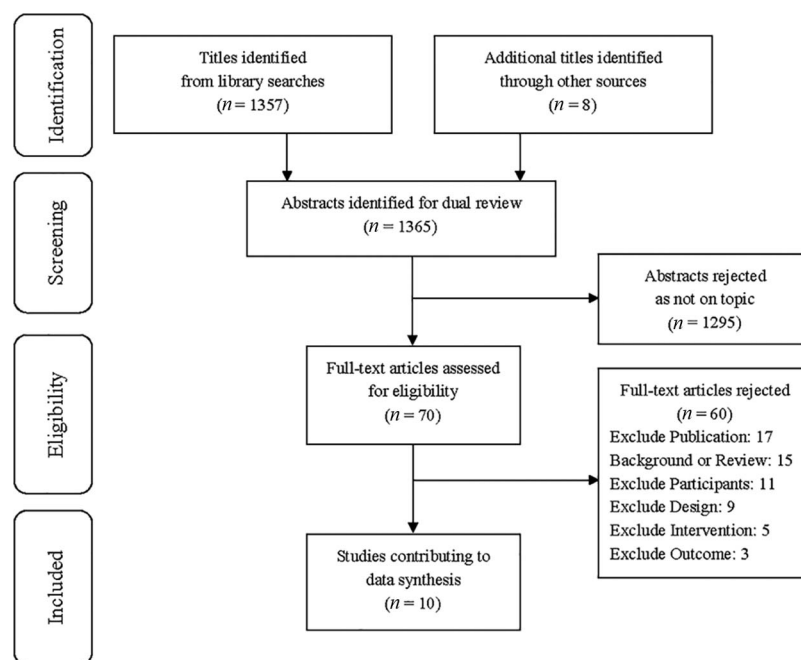 Identification
Titles identified
from library searches
(n = 1357)
Additional titles identified
through other sources
(n = 8)
Screening
Abstracts identified for dual review
(n = 1365)
Abstracts rejected
as not on topic
(n = 1295)
Eligibility
Full-text articles assessed
for eligibility
(n = 70)
Full-text articles rejected
(n = 60)
Exclude Publication: 17
Background or Review: 15
Exclude Participants: 11
Exclude Design: 9
Exclude Intervention: 5
Exclude Outcome: 3
Included
Studies contributing to
data synthesis
(n = 10)